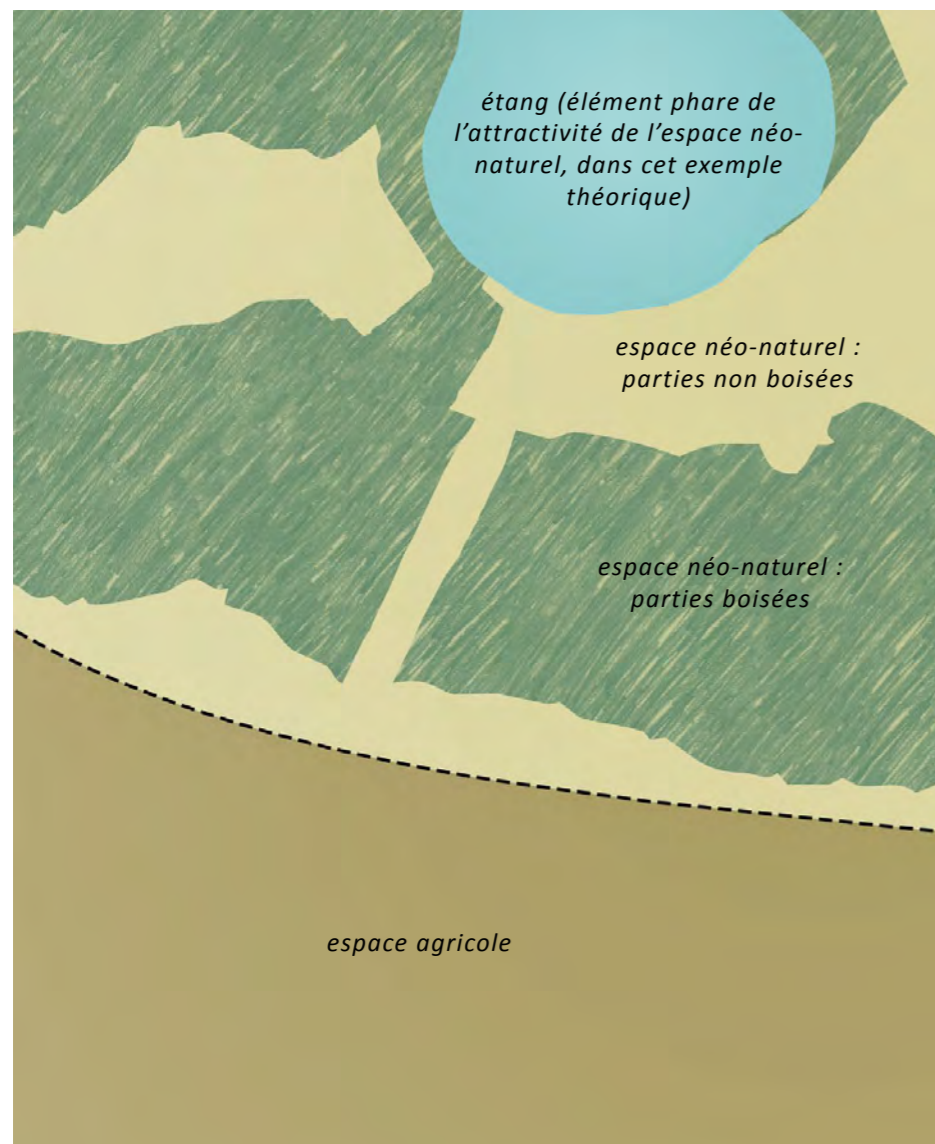 étang (élément phare de
l’attractivité de l’espace néo-
naturel, dans cet exemple
théorique)
espace néo-naturel :
parties non boisées
espace néo-naturel :
parties boisées
espace agricole